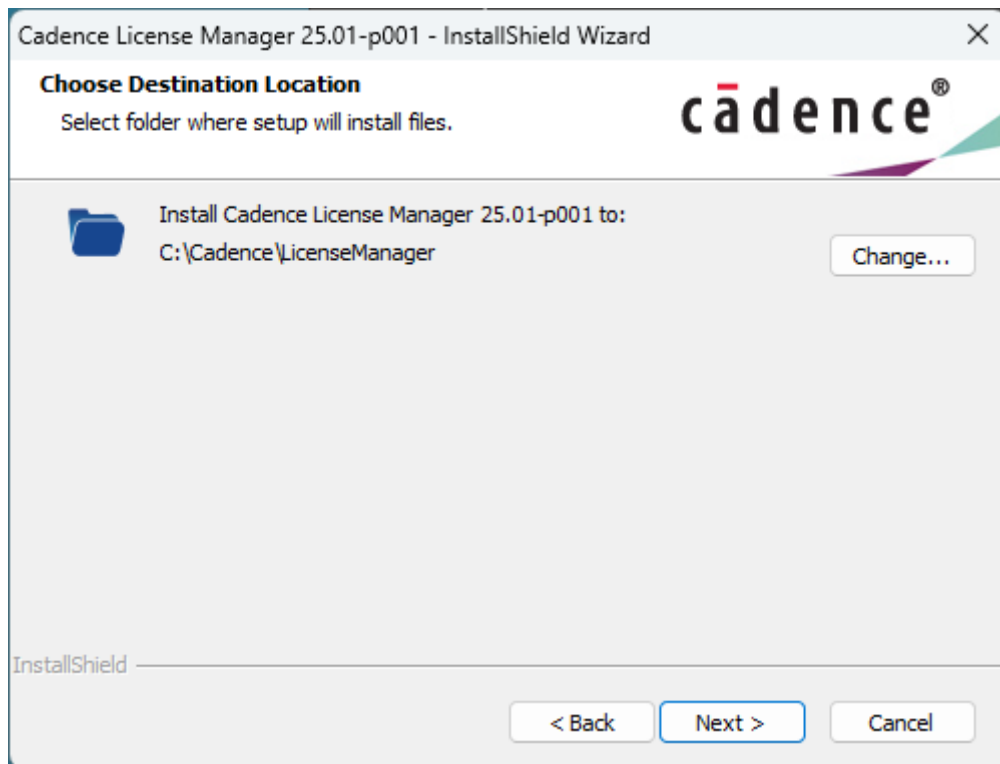 Cadence License Manager 25.01-p001 - InstallShield Wizard
Choose Destination Location
Select folder where setup will install files.
cādence®
Install Cadence License Manager 25.01-p001 to:
C:\Cadence\LicenseManager
Change...
InstallShield
< Back
Next >
Cancel